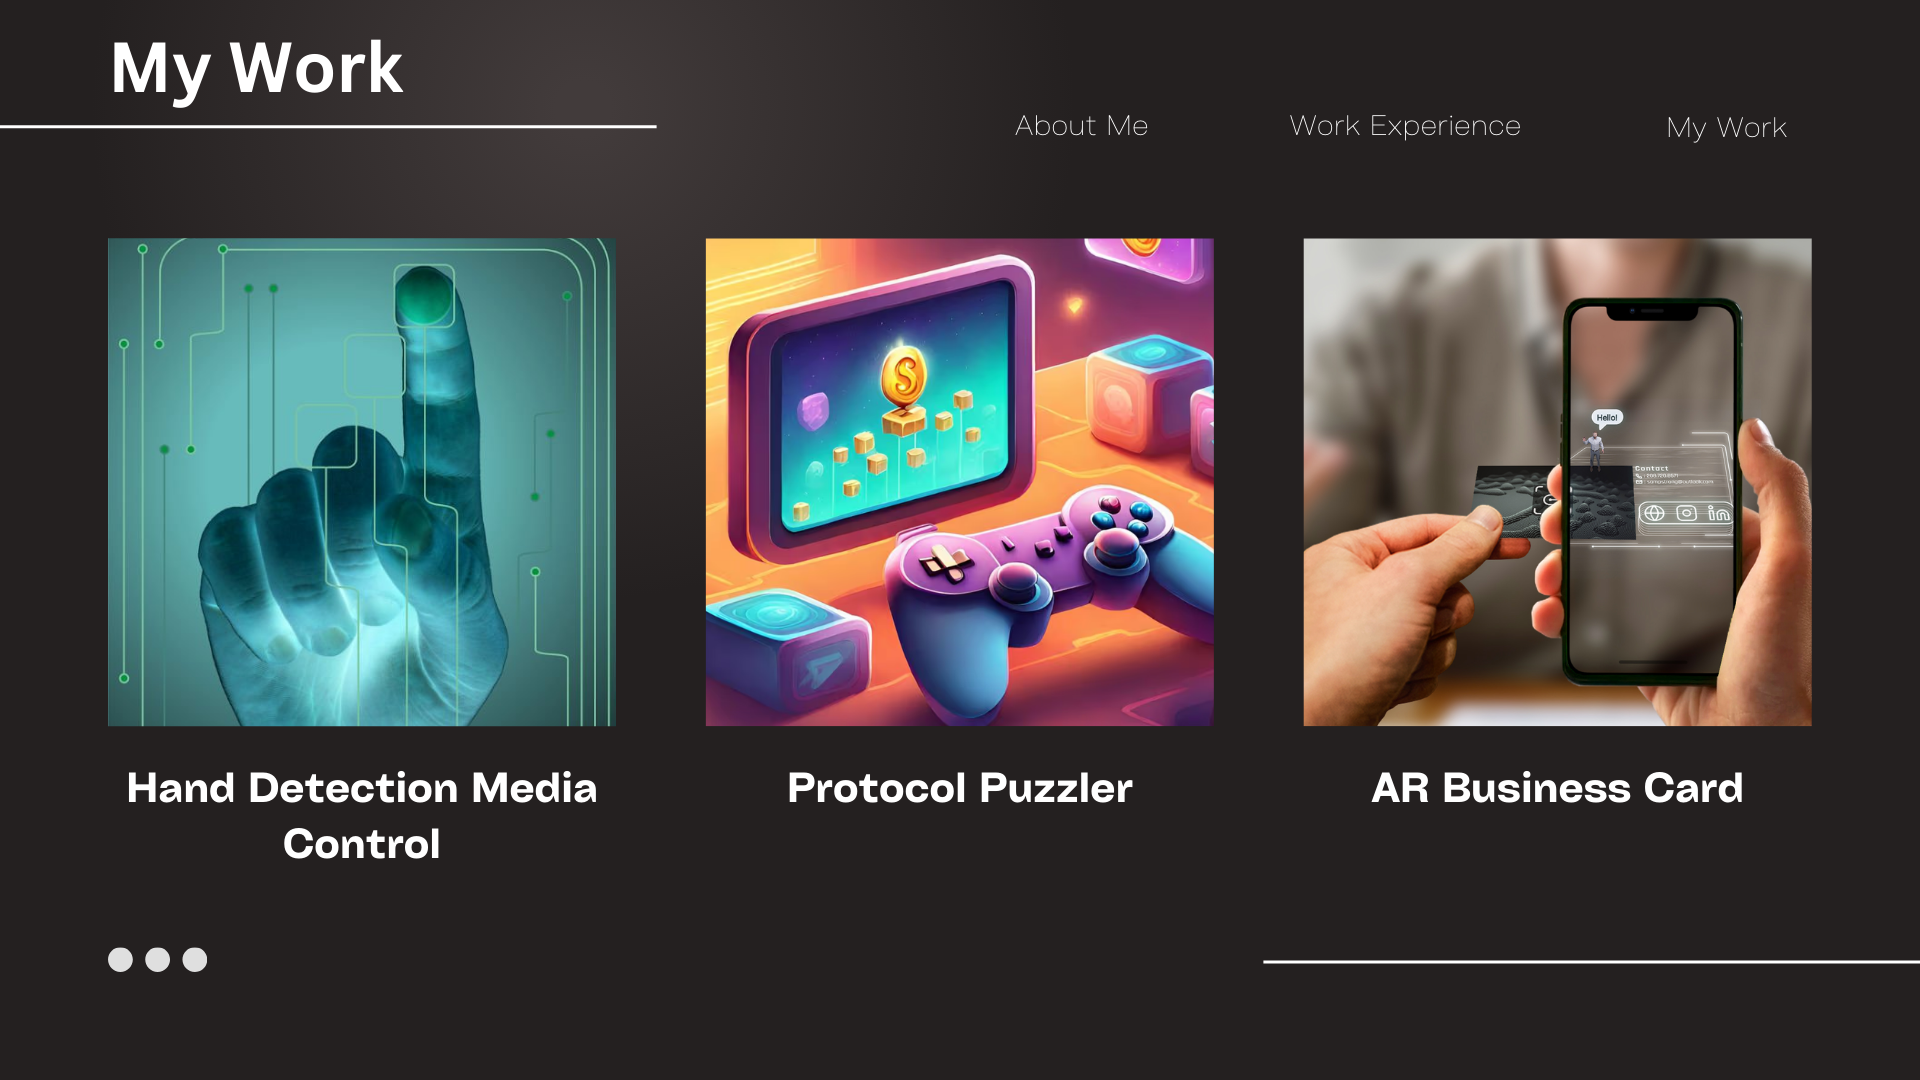 My Work
About Me
Work Experience
My Work
Hello!
Contact
Hand Detection Media
Control
Protocol Puzzler
AR Business Card